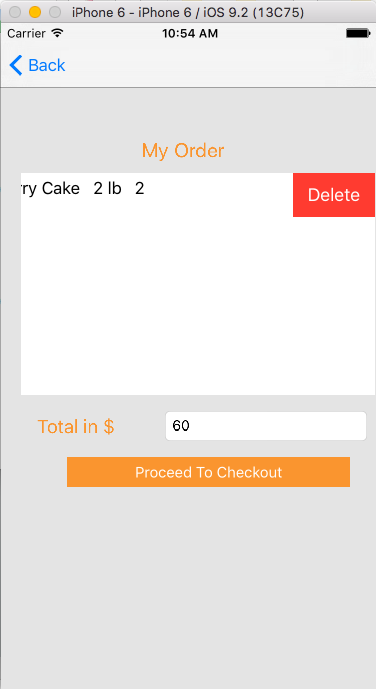 iPhone 6 - iPhone 6 / iOS 9.2 (13C75)
Carrier 10:54 AM
Back
My Order
rry Cake 2 lb 2 Delete
Total in $ 60
Proceed To Checkout